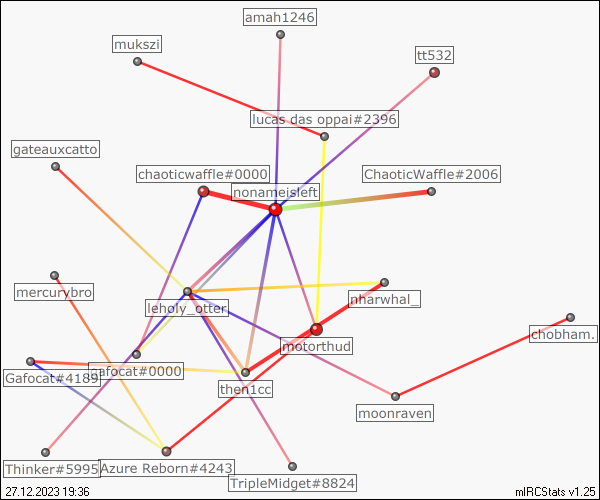 amah1246
mukszi
tt532
lucas das oppai#2396
gateauxcatto
chaoticwaffle#0000
ChaoticWaffle#2006
nonameisleft
mercurybro
leholy_otter
nharwhal_
chobham.
motorthud
Gafocat#4189
gafocat#0000
then1cc
moonraven
Thinker#5995
Azure Reborn#4243
TripleMidget#8824
27.12.2023 19:36
mIRCStats v1.25